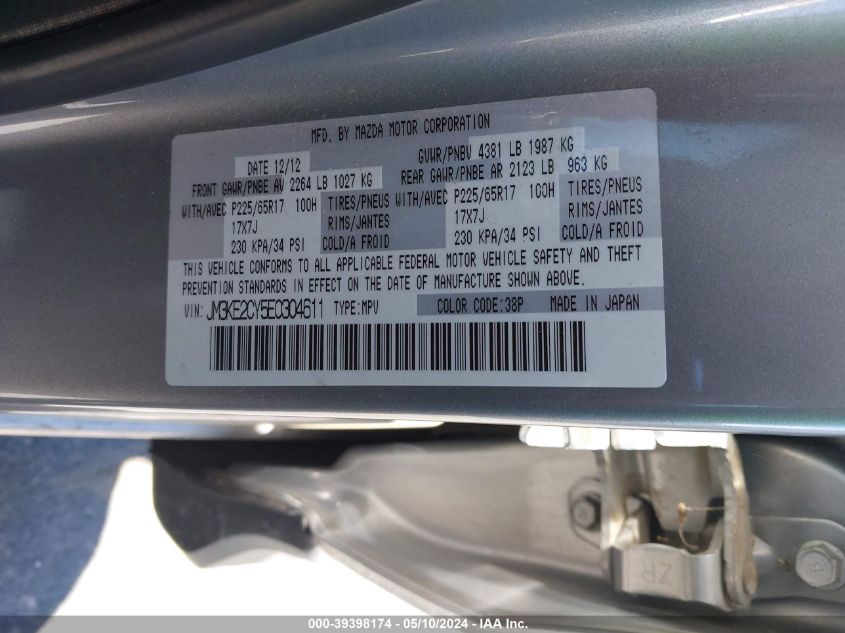 MFD. BY MAZDA MOTOR CORPORATION
DATE 12/12 GVWR/PNBV 4381 LB 1987 KG
FRONT GAWR/PNBE AV 2264 LB 1027 KG REAR GAWR/PNBE AR 2123 LB 963 KG
WITH/AVEC P225/65R17 100H TIRES/PNEUS WITH/AVEC P225/65R17 100H TIRES/PNEUS
17X7J RIMS/JANTES 17X7J RIMS/JANTES
230 KPA/34 PSI COLD/A FROID 230 KPA/34 PSI COLD/A FROID
THIS VEHICLE CONFORMS TO ALL APPLICABLE FEDERAL MOTOR VEHICLE SAFETY AND THEFT
PREVENTION STANDARDS IN EFFECT ON THE DATE OF MANUFACTURE SHOWN ABOVE.
VIN: JM3KE2CY5E0304611 TYPE:MPV COLOR CODE:38P MADE IN JAPAN
ZR
8
000-39398174 - 05/10/2024 - IAA Inc.